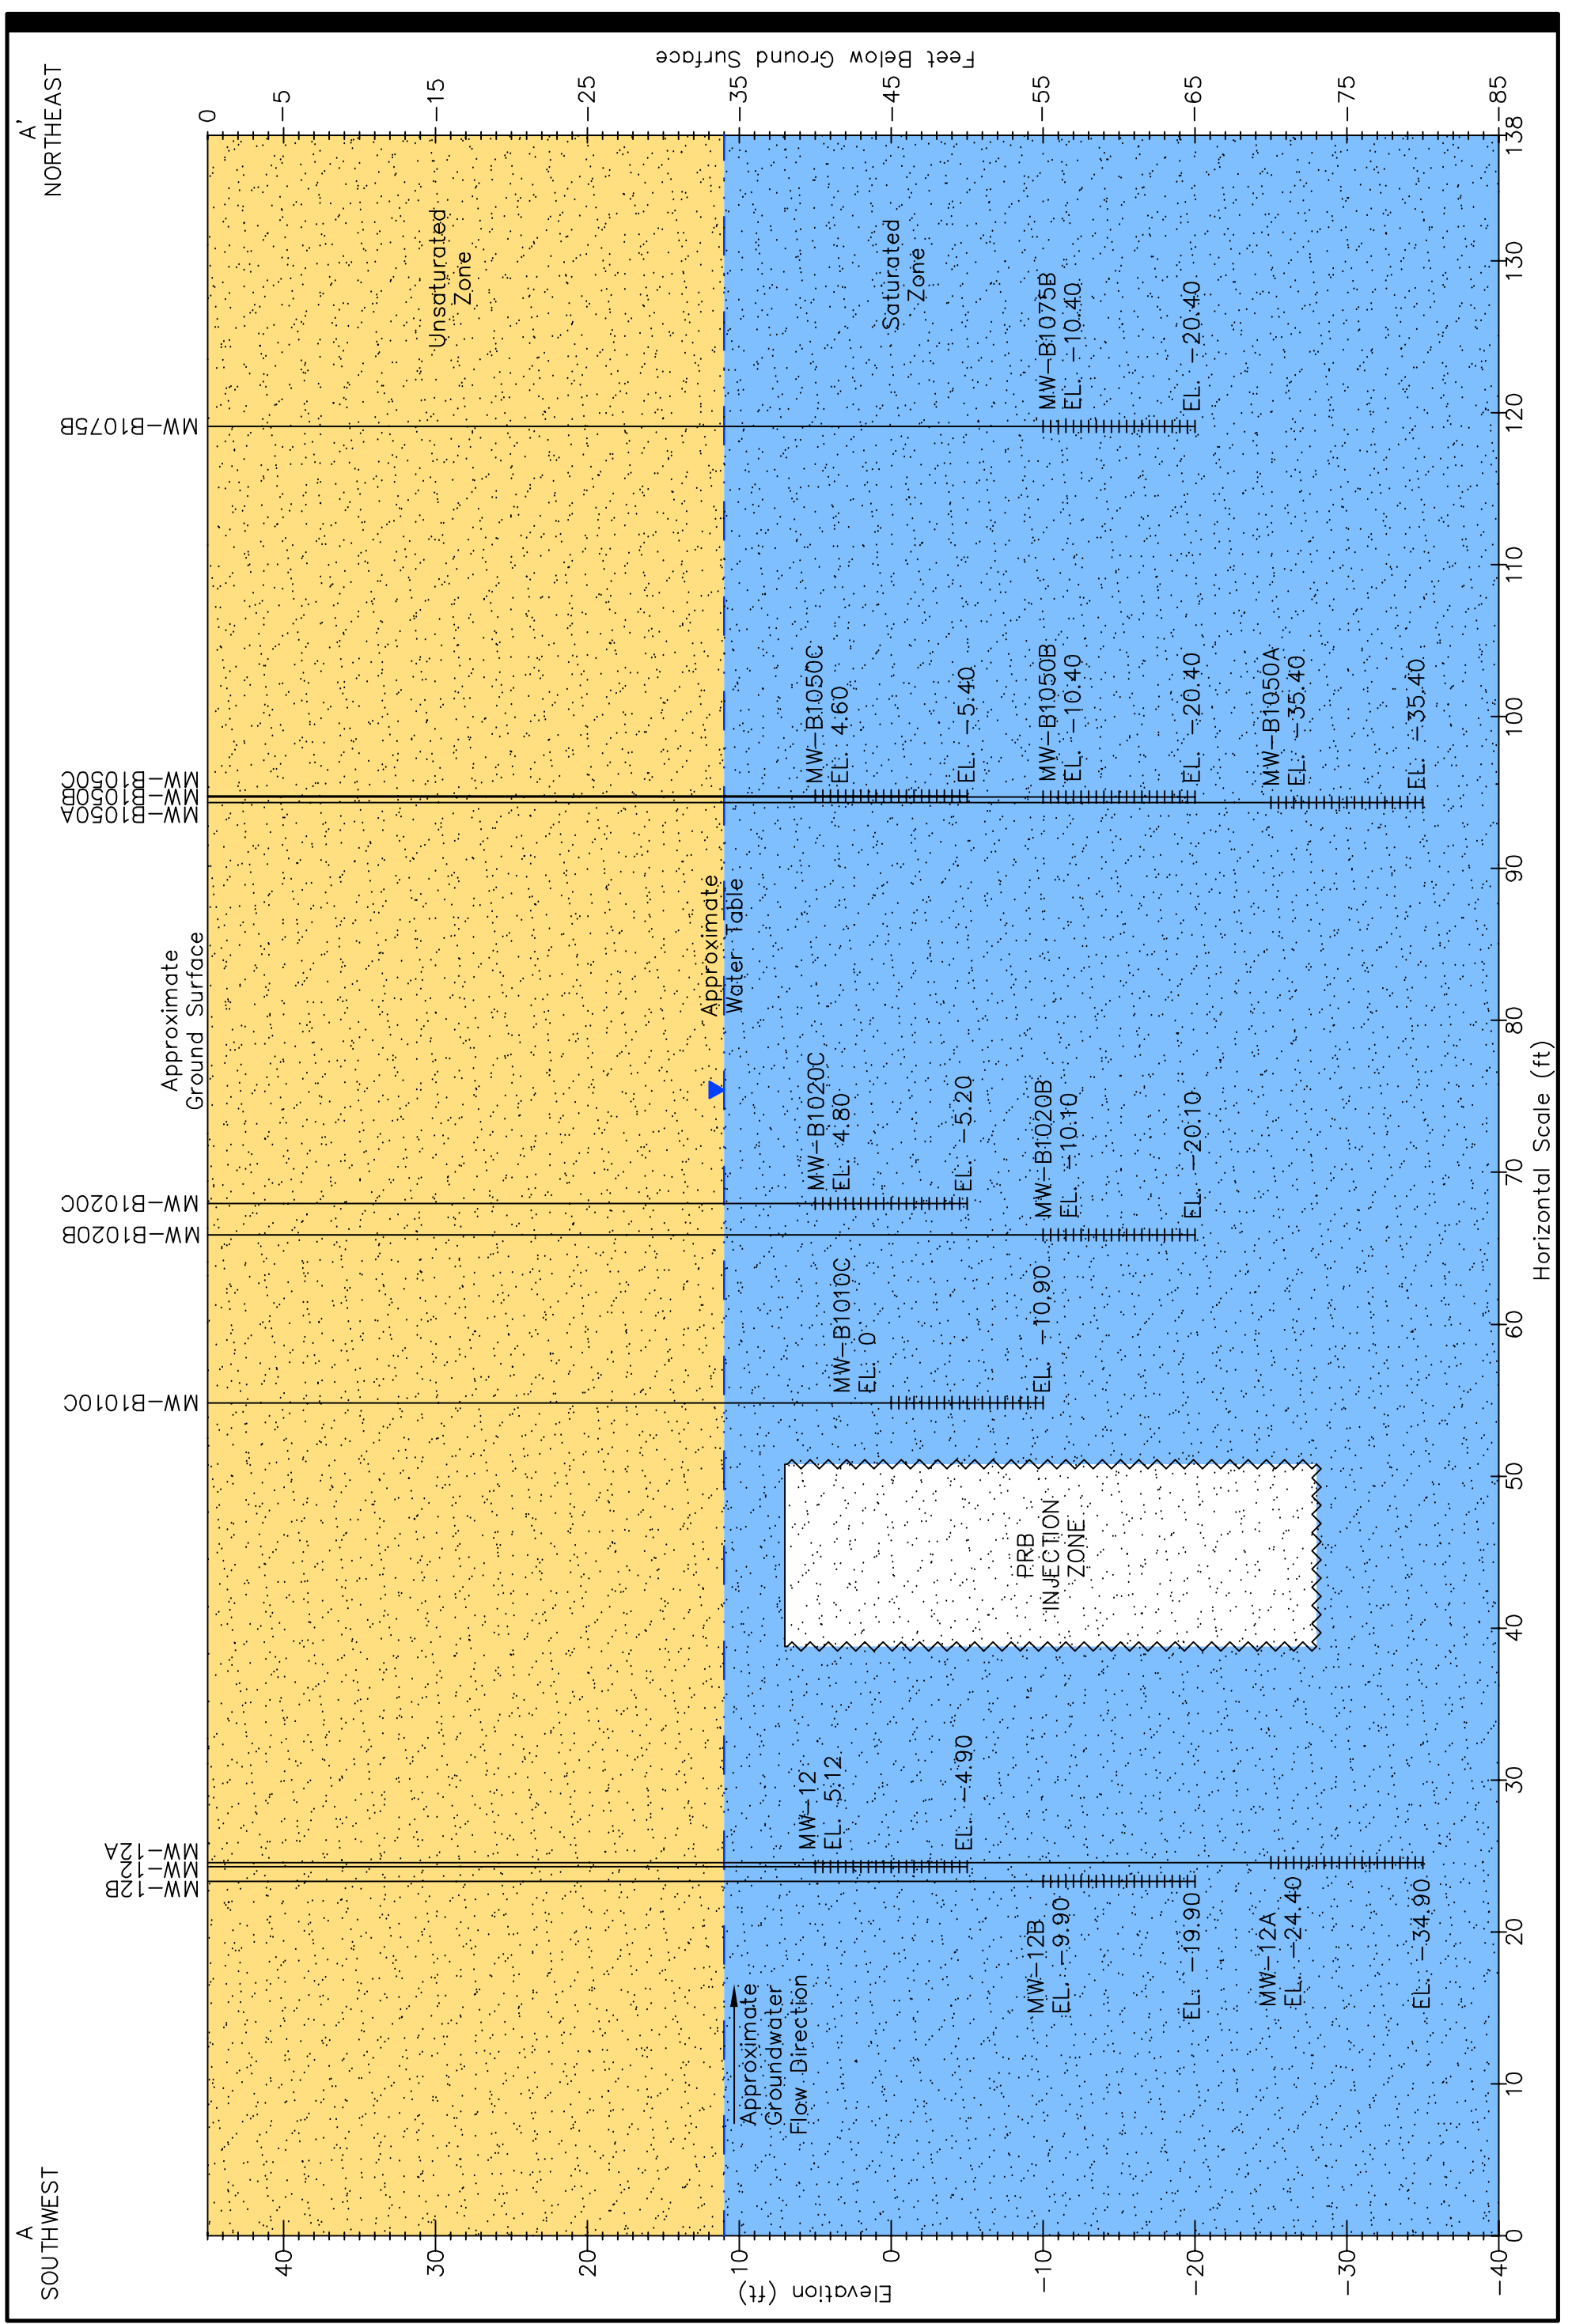 A
SOUTHWEST
A'
NORTHEAST
MW-12B
MW-12
MW-12A
MW-B1010C
MW-B1020B
MW-B1020C
Approximate
Ground Surface
MW-B1050A
MW-B1050B
MW-B1050C
MW-B1075B
Elevation (ft)
40
30
20
10
0
-10
-20
-30
-40
Feet Below Ground Surface
0
-5
-15
-25
-35
-45
-55
-65
-75
-85
Unsaturated
Zone
Approximate
Water Table
Saturated
Zone
Approximate
Groundwater
Flow Direction
MW-12
EL. 5.12
EL. -4.90
MW-12B
EL. -9.90
EL. -19.90
MW-12A
EL. -24.40
EL. -34.90
PRB
INJECTION
ZONE
MW-B1010C
EL. 0
EL. -10.90
MW-B1020C
EL. 4.80
EL. -5.20
MW-B1020B
EL. -10.10
EL. -20.10
MW-B1050C
EL. 4.60
EL. -5.40
MW-B1050B
EL. -10.40
EL. -20.40
MW-B1050A
EL. -35.40
EL. -35.40
MW-B1075B
EL. -10.40
EL. -20.40
0
10
20
30
40
50
60
70
80
90
100
110
120
130
138
Horizontal Scale (ft)